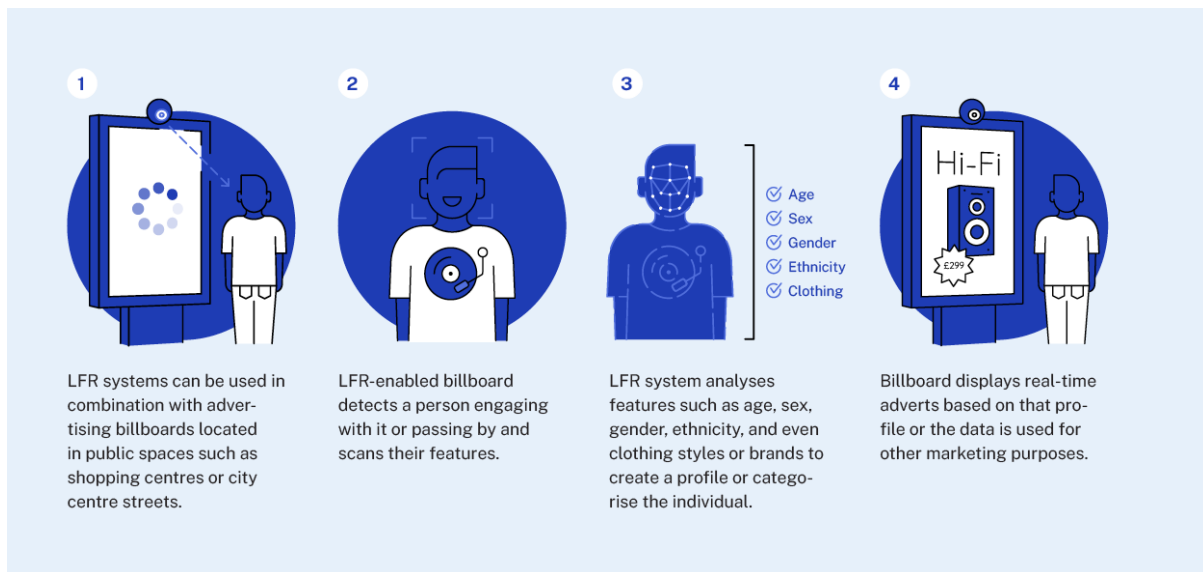 1
LFR systems can be used in
combination with adver-
tising billboards located
in public spaces such as
shopping centres or city
centre streets.
2
LFR-enabled billboard
detects a person engaging
with it or passing by and
scans their features.
3
Age
Sex
Gender
Ethnicity
Clothing
LFR system analyses
features such as age, sex,
gender, ethnicity, and even
clothing styles or brands to
create a profile or catego-
rise the individual.
4
Hi-Fi
£299
Billboard displays real-time
adverts based on that pro-
file or the data is used for
other marketing purposes.